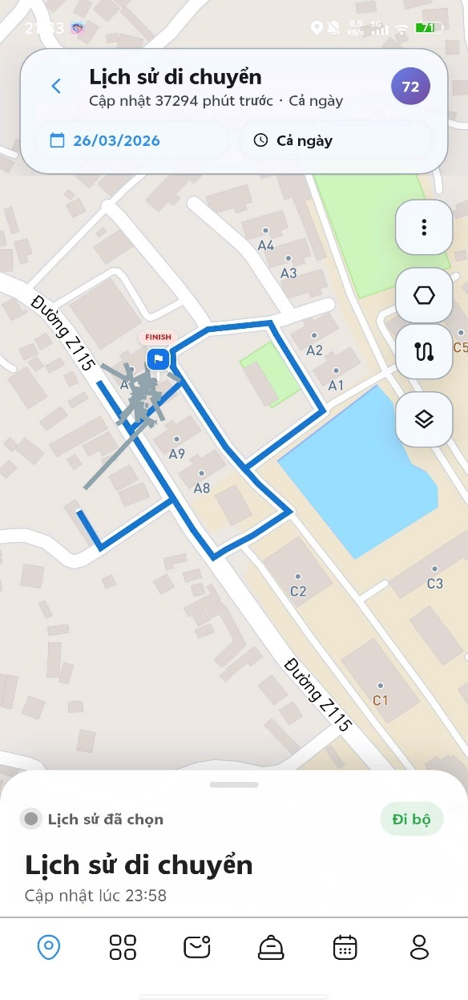 0.5
KB/s
3G
71
Lịch sử di chuyển
Cập nhật 37294 phút trước · Cả ngày
72
26/03/2026
Cả ngày
A4
A3
Đường Z115
FINISH
A2
C5
A1
A9
A8
C2
C3
Đường Z115
C1
Lịch sử đã chọn
Đi bộ
Lịch sử di chuyển
Cập nhật lúc 23:58